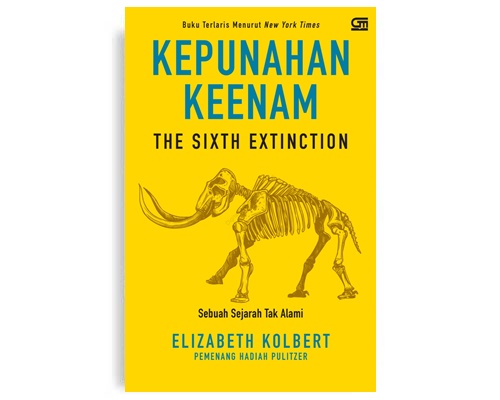 Buku Terlaris Menurut New York Times
KEPUNAHAN
KEENAM
THE SIXTH EXTINCTION
Sebuah Sejarah Tak Alami
ELIZABETH KOLBERT
PEMENANG HADIAH PULITZER